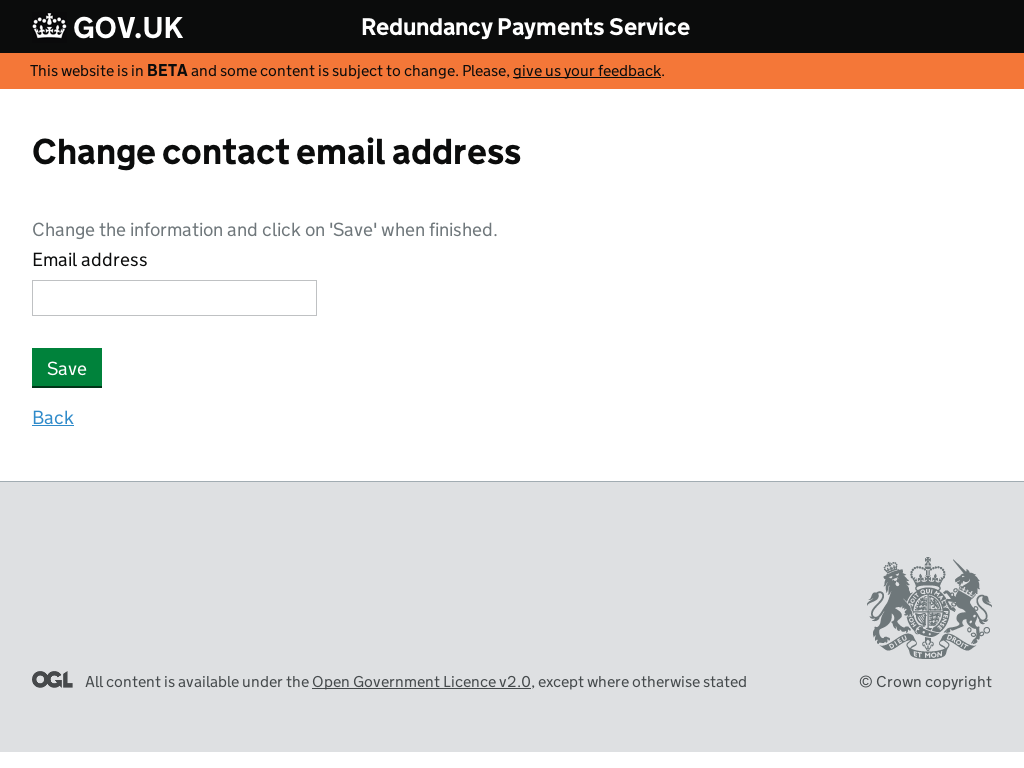 GOV.UK
Redundancy Payments Service
This website is in BETA and some content is subject to change. Please, give us your feedback.
Change contact email address
Change the information and click on 'Save' when finished.
Email address
Save
Back
DIEU ET MON DROIT
OGL All content is available under the Open Government Licence v2.0, except where otherwise stated
© Crown copyright